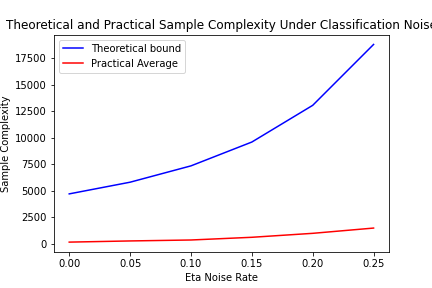 Theoretical and Practical Sample Complexity Under Classification Noise
Theoretical bound
Practical Average
Sample Complexity
17500
15000
12500
10000
7500
5000
2500
0
0.00 0.05 0.10 0.15 0.20 0.25
Eta Noise Rate